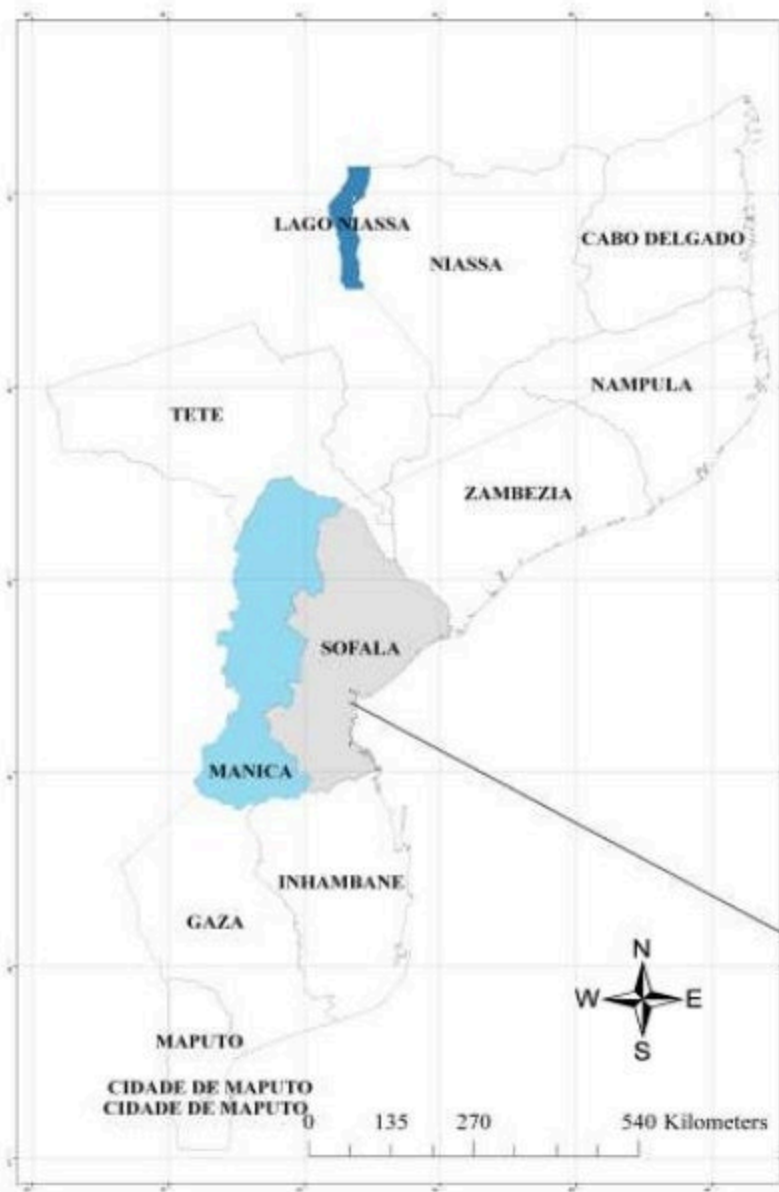 LAGO NIASSA
CABO DELGADO
NIASSA
NAMPULA
TETE
ZAMBEZIA
SOFALA
MANICA
INHAMBANE
GAZA
N
W E
S
MAPUTO
CIDADE DE MAPUTO
CIDADE DE MAPUTO
0 135 270 540 Kilometers